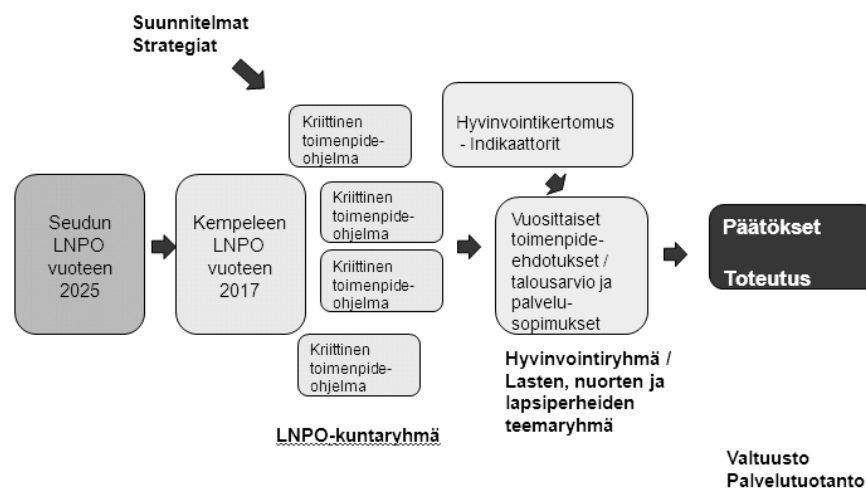 Suunnitelmat
Strategiat
Kriittinen
toimenpide-
ohjelma
Hyvinvointikertomus
- Indikaattorit
Seudun
LNPO
vuoteen
2025
Kempeleen
LNPO
vuoteen
2017
Kriittinen
toimenpide-
ohjelma
Kriittinen
toimenpide-
ohjelma
Kriittinen
toimenpide-
ohjelma
LNPO-kuntaryhmä
Vuosittaiset
toimenpide-
ehdotukset /
talousarvio ja
palvelu-
sopimukset
Hyvinvointiryhmä /
Lasten, nuorten ja
lapsiperheiden
teemaryhmä
Päätökset
Toteutus
Valtuusto
Palvelutuotanto